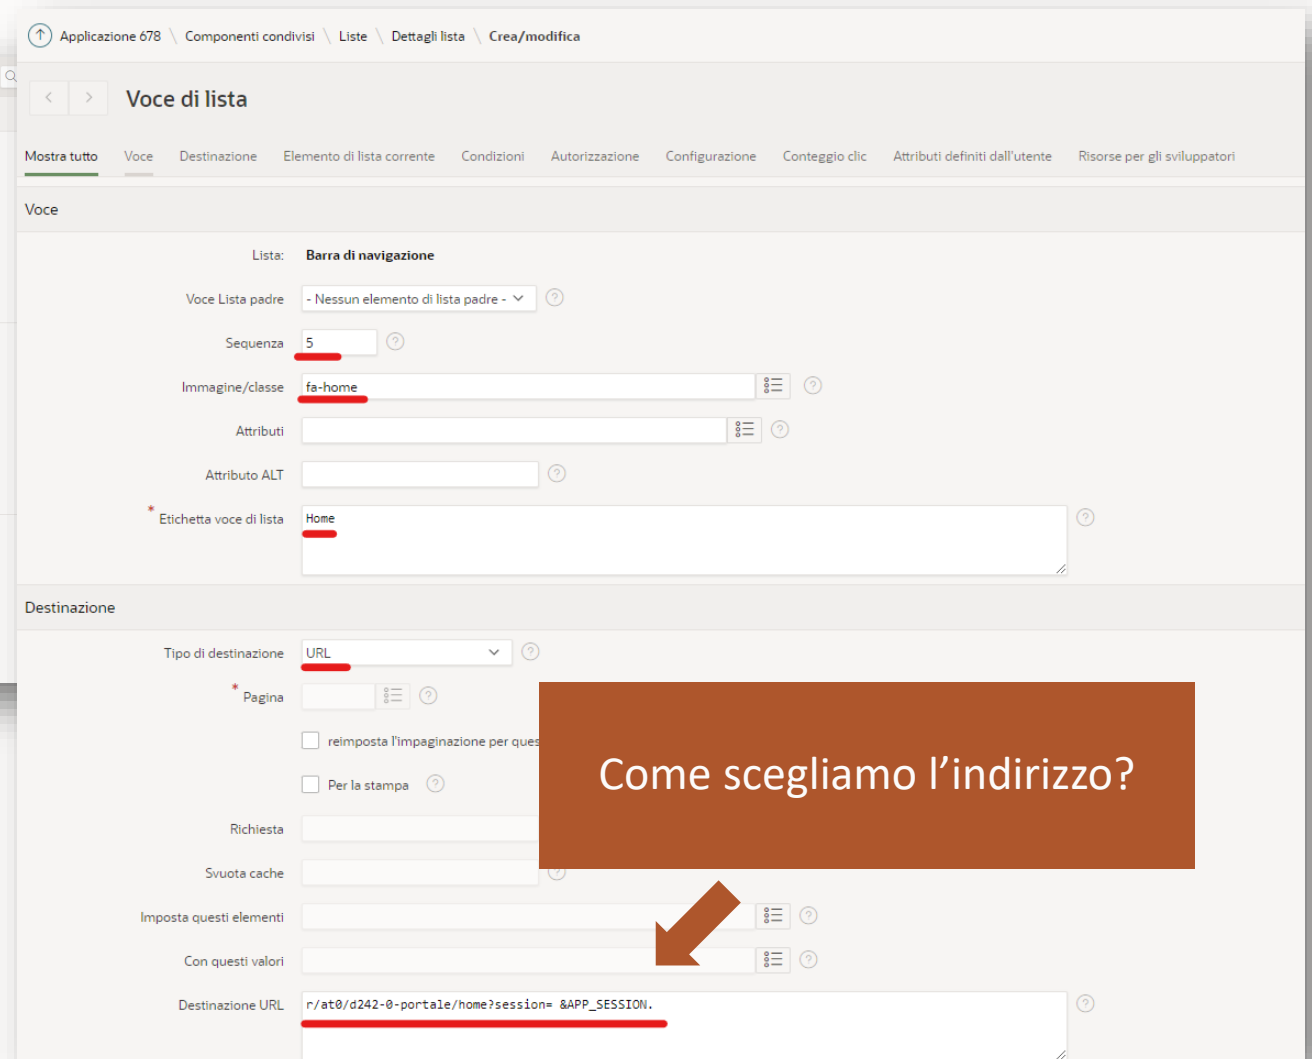 Applicazione 678 \ Componenti condivisi \ Liste \ Dettagli lista \ Crea/modifica
Voce di lista
Mostra tutto Voce Destinazione Elemento di lista corrente Condizioni Autorizzazione Configurazione Conteggio clic Attributi definiti dall'utente Risorse per gli sviluppatori
Voce
Lista: Barra di navigazione
Voce Lista padre - Nessun elemento di lista padre -
Sequenza 5
Immagine/classe fa-home
Attributi
Attributo ALT
* Etichetta voce di lista Home
Destinazione
Tipo di destinazione URL
* Pagina
reimposta l'impaginazione per ques
Come scegliamo l’indirizzo?
Per la stampa
Richiesta
Svuota cache
Imposta questi elementi
Con questi valori
Destinazione URL r/at0/d242-0-portale/home?session= &APP_SESSION.